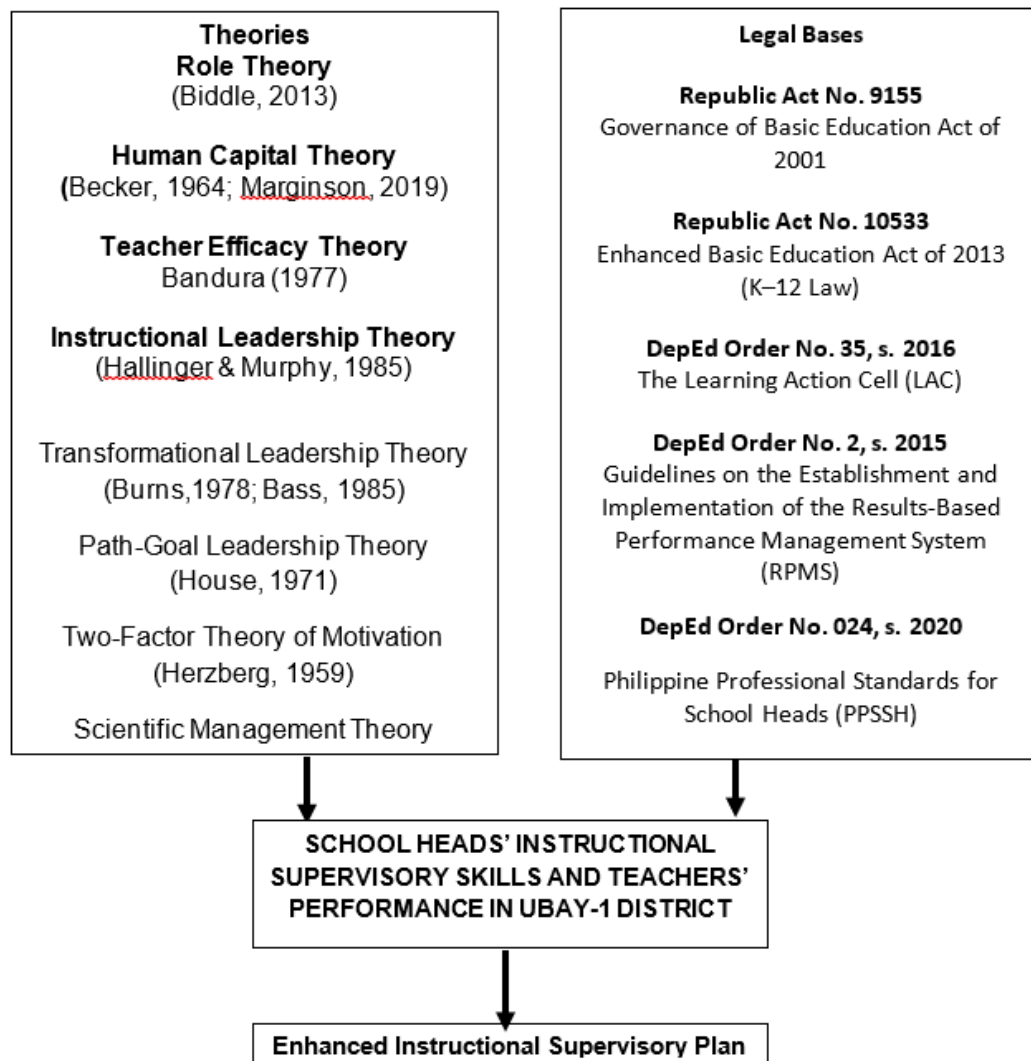 Theories
Role Theory
(Biddle, 2013)
Human Capital Theory
(Becker, 1964; Marginson, 2019)
Teacher Efficacy Theory
Bandura (1977)
Instructional Leadership Theory
(Hallinger & Murphy, 1985)
Transformational Leadership Theory
(Burns,1978; Bass, 1985)
Path-Goal Leadership Theory
(House, 1971)
Two-Factor Theory of Motivation
(Herzberg, 1959)
Scientific Management Theory
Legal Bases
Republic Act No. 9155
Governance of Basic Education Act of
2001
Republic Act No. 10533
Enhanced Basic Education Act of 2013
(K–12 Law)
DepEd Order No. 35, s. 2016
The Learning Action Cell (LAC)
DepEd Order No. 2, s. 2015
Guidelines on the Establishment and
Implementation of the Results-Based
Performance Management System
(RPMS)
DepEd Order No. 024, s. 2020
Philippine Professional Standards for
School Heads (PPSSH)
SCHOOL HEADS’ INSTRUCTIONAL
SUPERVISORY SKILLS AND TEACHERS’
PERFORMANCE IN UBAY-1 DISTRICT
Enhanced Instructional Supervisory Plan